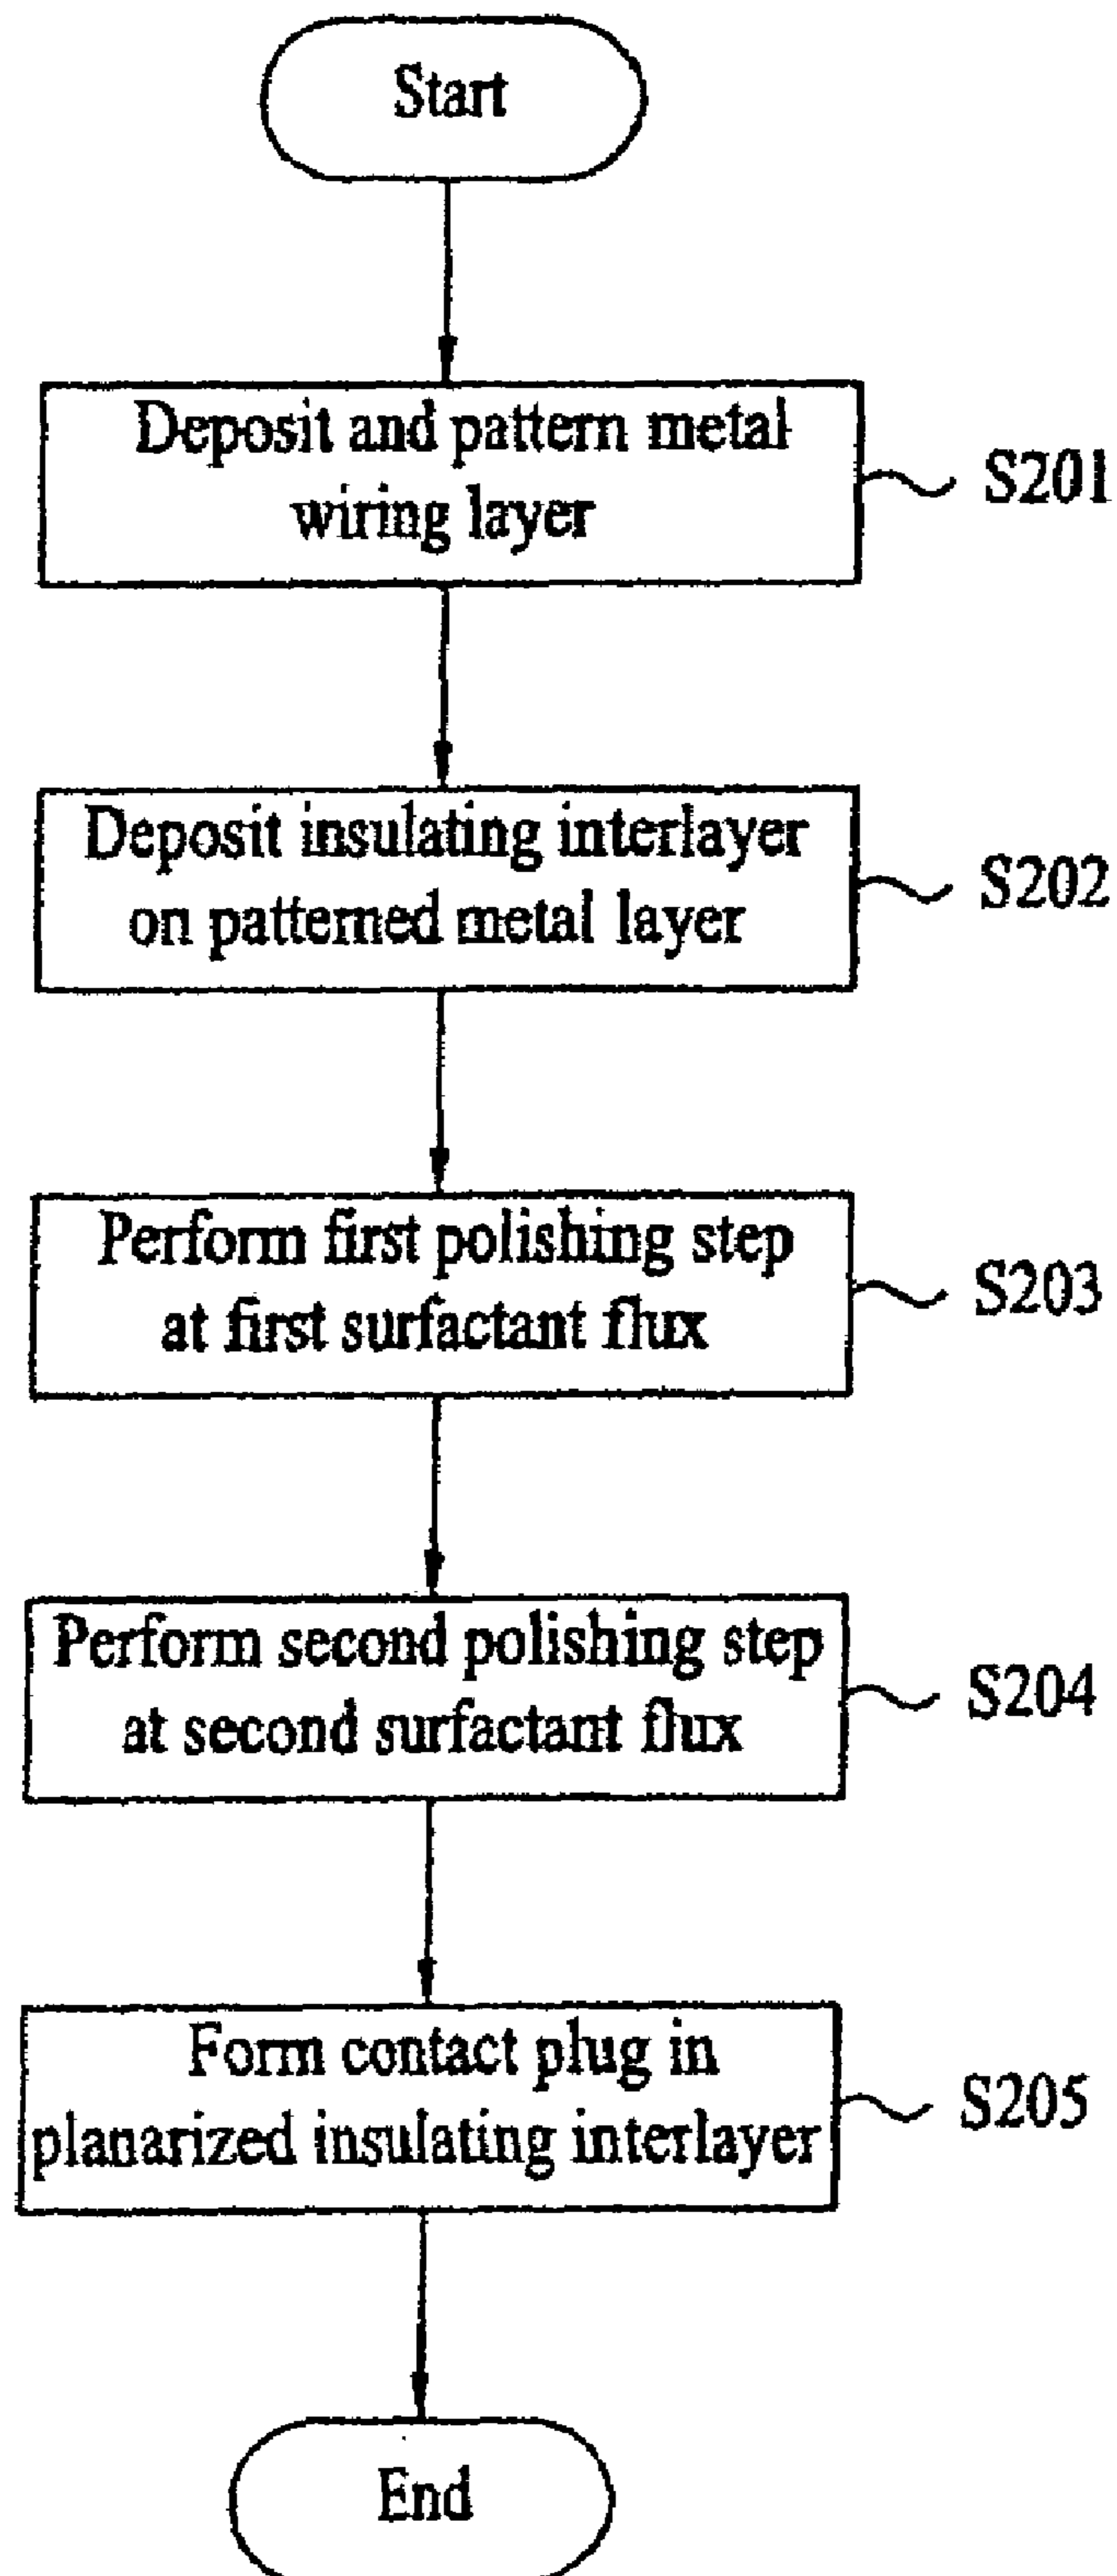 Start
Deposit and pattern metal
wiring layer
S201
Deposit insulating interlayer
on patterned metal layer
S202
Perform first polishing step
at first surfactant flux
S203
Perform second polishing step
at second surfactant flux
S204
Form contact plug in
planarized insulating interlayer
S205
End